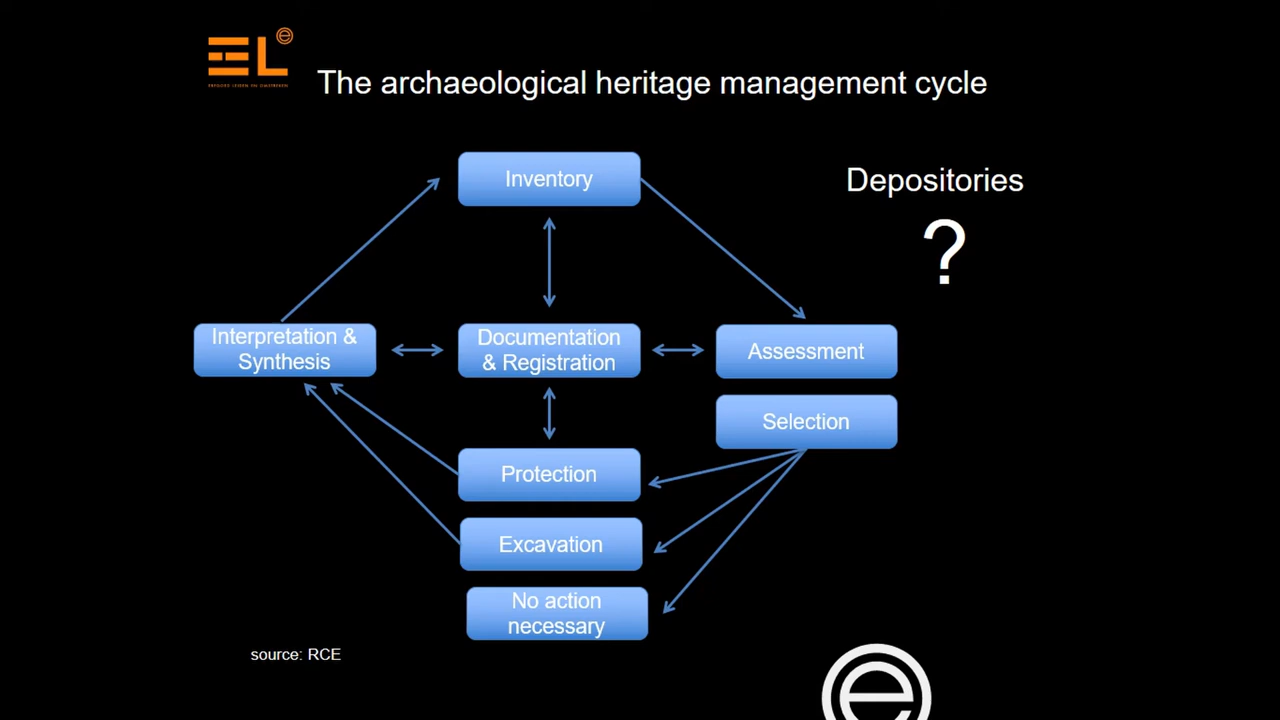 EL
e
The archaeological heritage management cycle
Inventory
Depositories
?
Interpretation &
Synthesis
Documentation
& Registration
Assessment
Selection
Protection
Excavation
No action
necessary
source: RCE
e